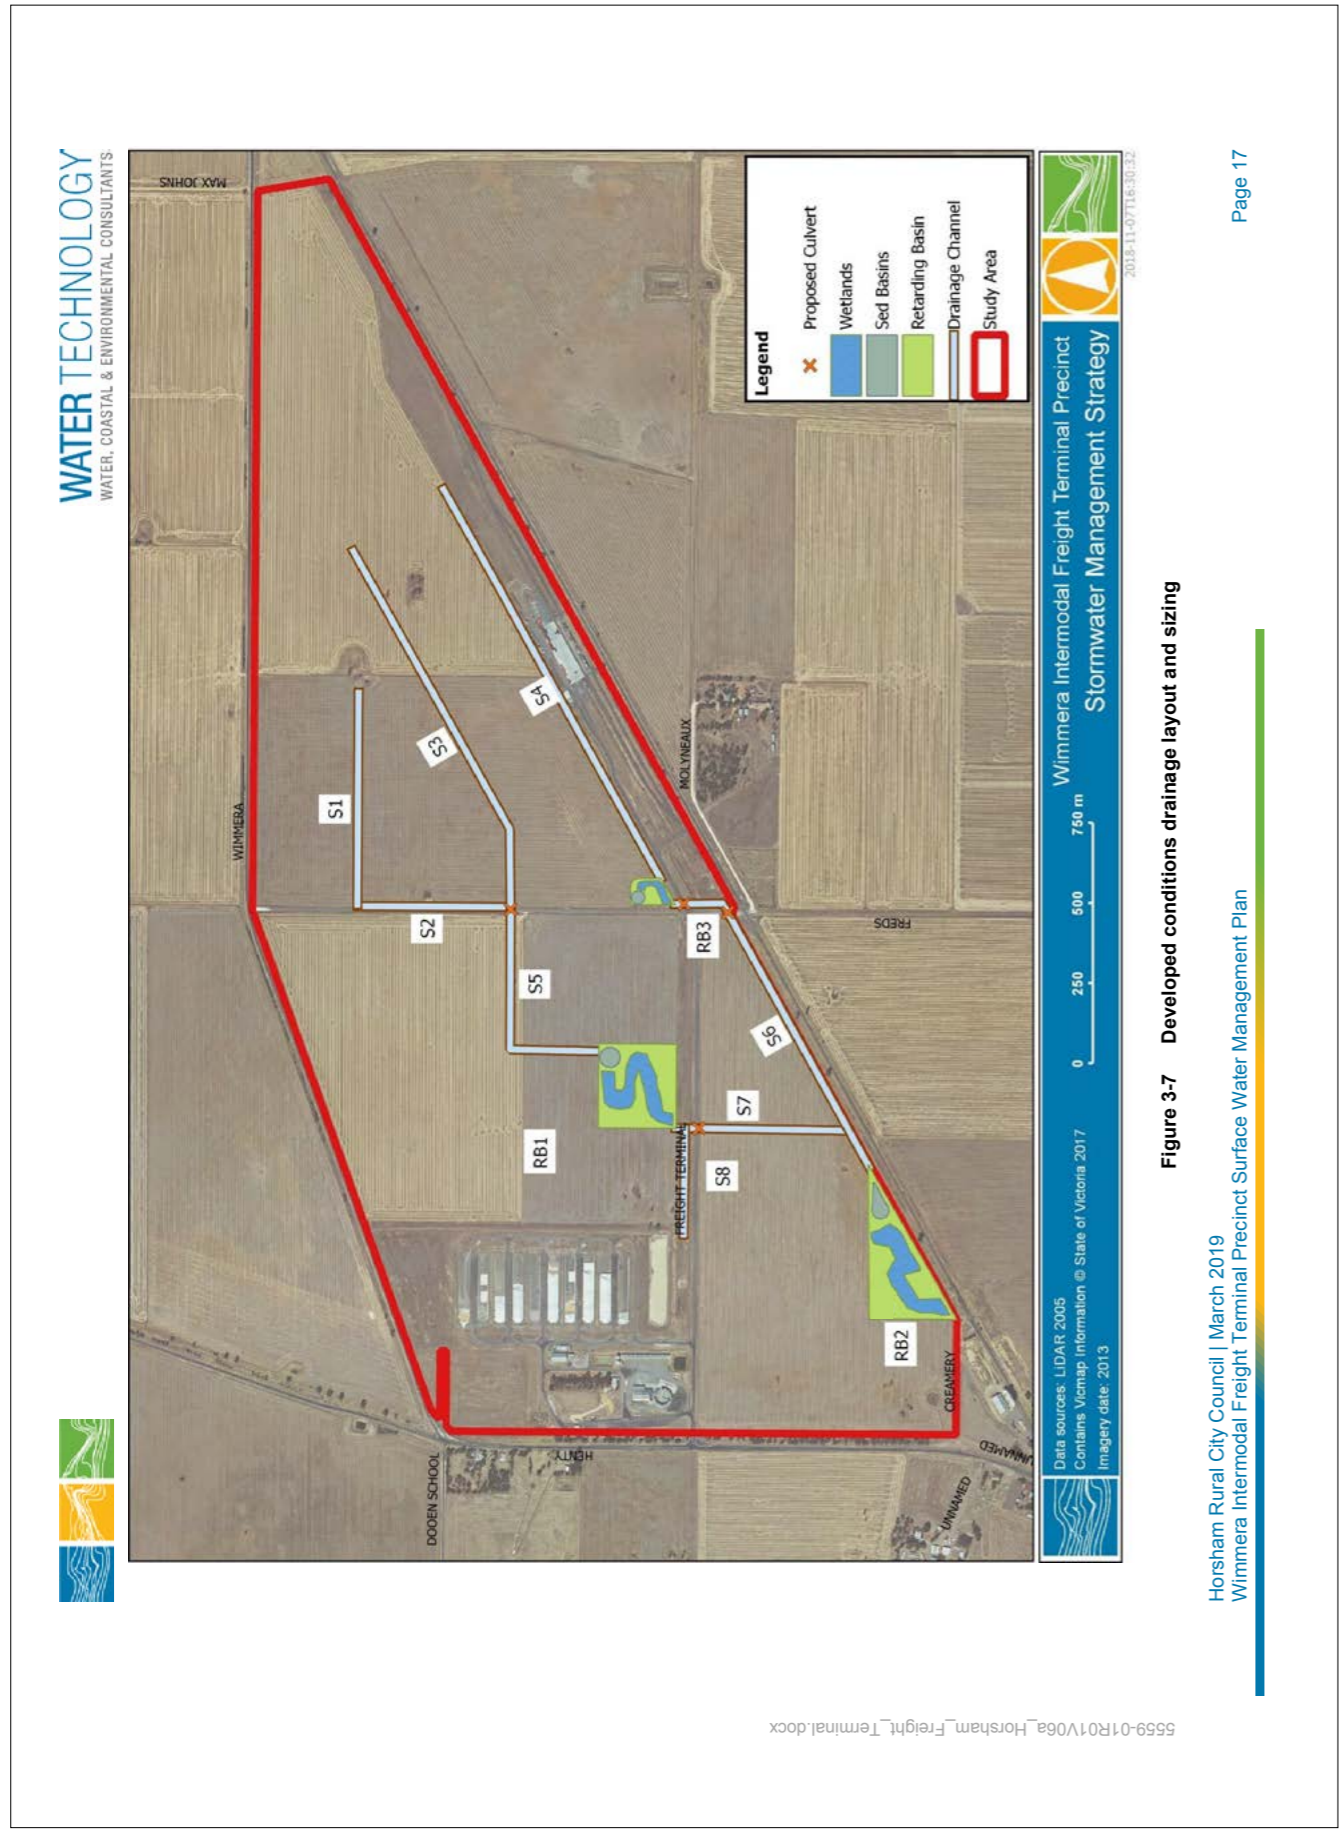 WATER TECHNOLOGY
WATER, COASTAL & ENVIRONMENTAL CONSULTANTS
MAX JOHNS
WIMMERA
S1
S2
S3
S4
S5
S6
S7
S8
RB1
RB2
RB3
MOLYNEAUX
FREDS
FREIGHT TERMINAL
DOOEN SCHOOL
HENTY
CREAMERY
UNNAMED
UNNAMED
Legend
Proposed Culvert
Wetlands
Sed Basins
Retarding Basin
Drainage Channel
Study Area
Data sources: LiDAR 2005
Contains Vicmap Information © State of Victoria 2017
Imagery date: 2013
0 250 500 750 m
Wimmera Intermodal Freight Terminal Precinct
Stormwater Management Strategy
2018-11-07T16:30:32
Figure 3-7 Developed conditions drainage layout and sizing
Horsham Rural City Council | March 2019
Wimmera Intermodal Freight Terminal Precinct Surface Water Management Plan
Page 17
5559-01R01V06a_Horsham_Freight_Terminal.docx